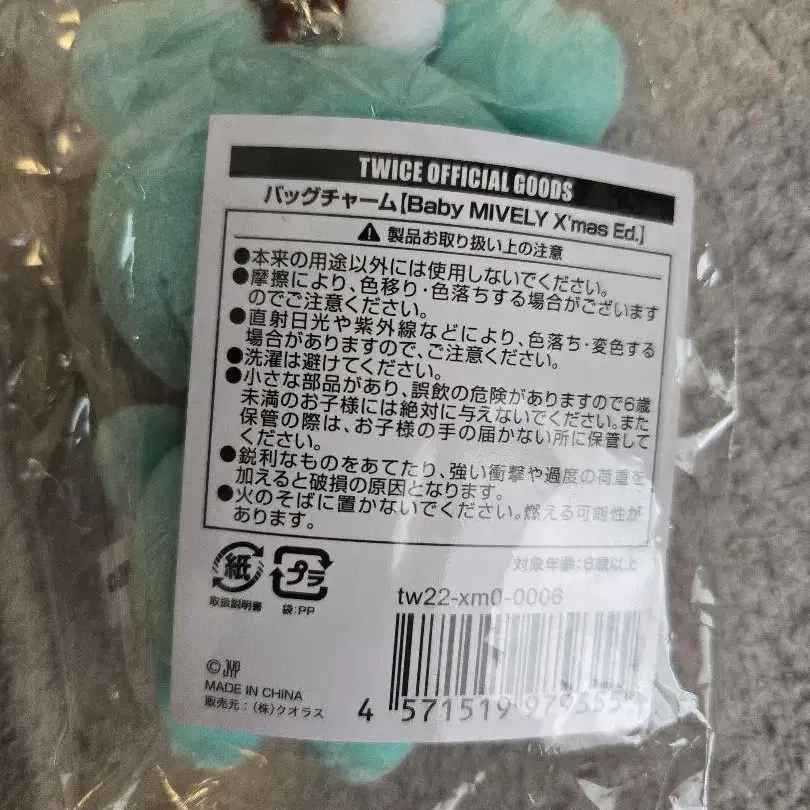 TWICE OFFICIAL GOODS
バッグチャーム【Baby MIVELY X'mas Ed.】
製品お取り扱い上の注意
●本来の用途以外には使用しないでください。
●摩擦により、色移り・色落ちする場合がございます
のでご注意ください。
●直射日光や紫外線などにより、色落ち・変色する
場合がありますので、ご注意ください。
●洗濯は避けてください。
●小さな部品があり、誤飲の危険がありますので6歳
未満のお子様には絶対に与えないでください。また
保管の際は、お子様の手の届かない所に保管して
ください。
●鋭利なものをあてたり、強い衝撃や過度の荷重を
加えると破損の原因となります。
●火のそばに置かないでください。燃える可能性が
あります。
対象年齢:6歳以上
紙 プラ
取扱説明書 袋:PP
tw22-xm0-0006
© JYP
MADE IN CHINA
販売元:(株)クオラス
4 571519